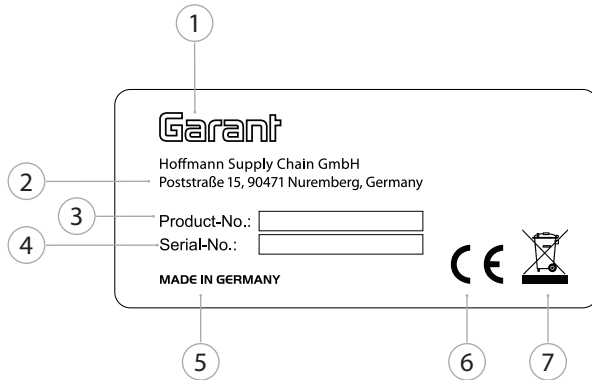 1
Garant
Hoffmann Supply Chain GmbH
2
Poststraße 15, 90471 Nuremberg, Germany
3
Product-No.:
4
Serial-No.:
MADE IN GERMANY
CE
5
6
7